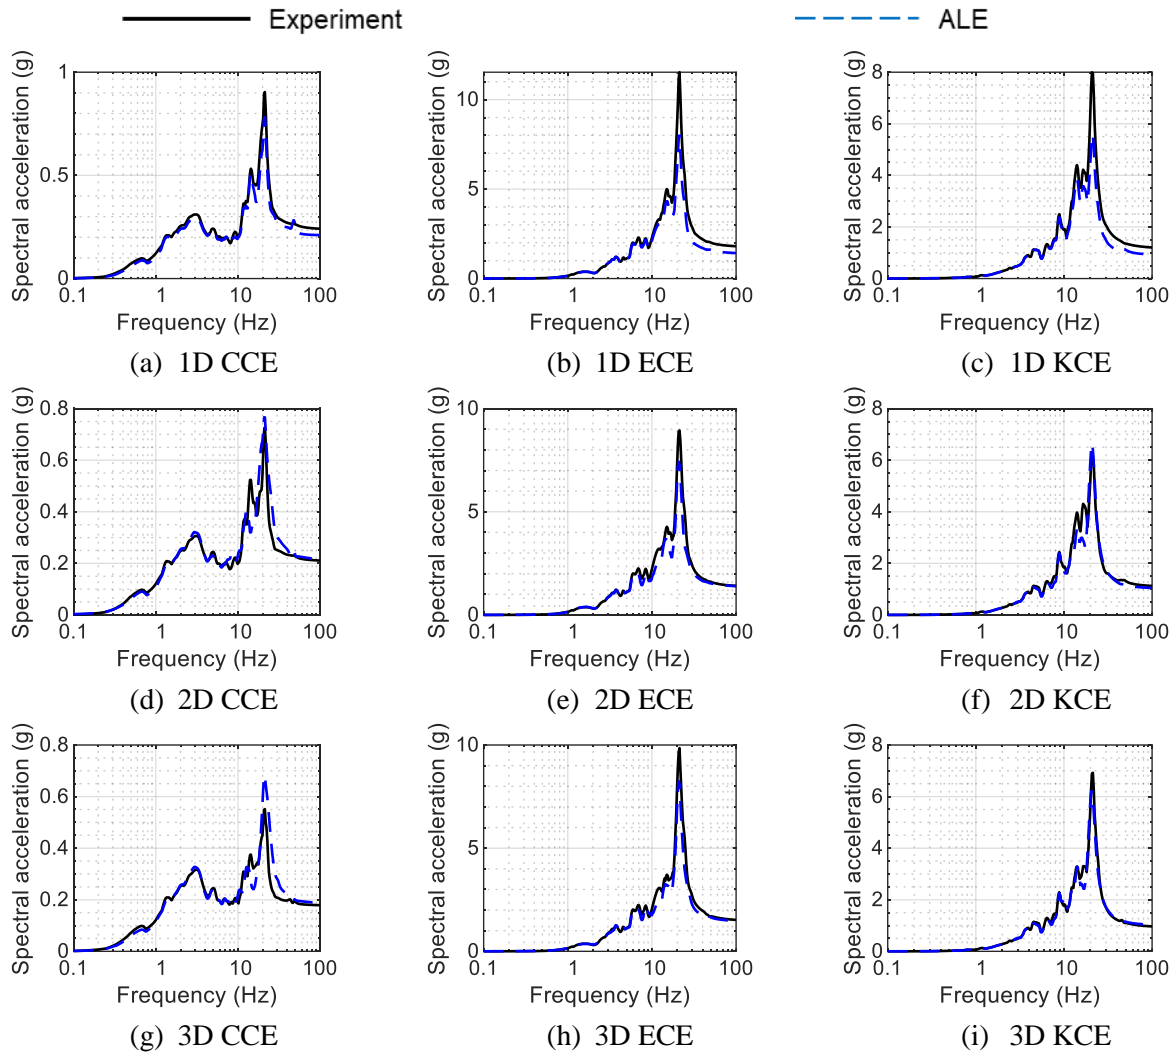 Experiment
ALE
Spectral acceleration (g)
1
0.5
0
0.1 1 10 100
Frequency (Hz)
(a) 1D CCE
Spectral acceleration (g)
10
5
0
0.1 1 10 100
Frequency (Hz)
(b) 1D ECE
Spectral acceleration (g)
8
6
4
2
0
0.1 1 10 100
Frequency (Hz)
(c) 1D KCE
Spectral acceleration (g)
0.8
0.6
0.4
0.2
0
0.1 1 10 100
Frequency (Hz)
(d) 2D CCE
Spectral acceleration (g)
10
5
0
0.1 1 10 100
Frequency (Hz)
(e) 2D ECE
Spectral acceleration (g)
8
6
4
2
0
0.1 1 10 100
Frequency (Hz)
(f) 2D KCE
Spectral acceleration (g)
0.8
0.6
0.4
0.2
0
0.1 1 10 100
Frequency (Hz)
(g) 3D CCE
Spectral acceleration (g)
10
5
0
0.1 1 10 100
Frequency (Hz)
(h) 3D ECE
Spectral acceleration (g)
8
6
4
2
0
0.1 1 10 100
Frequency (Hz)
(i) 3D KCE